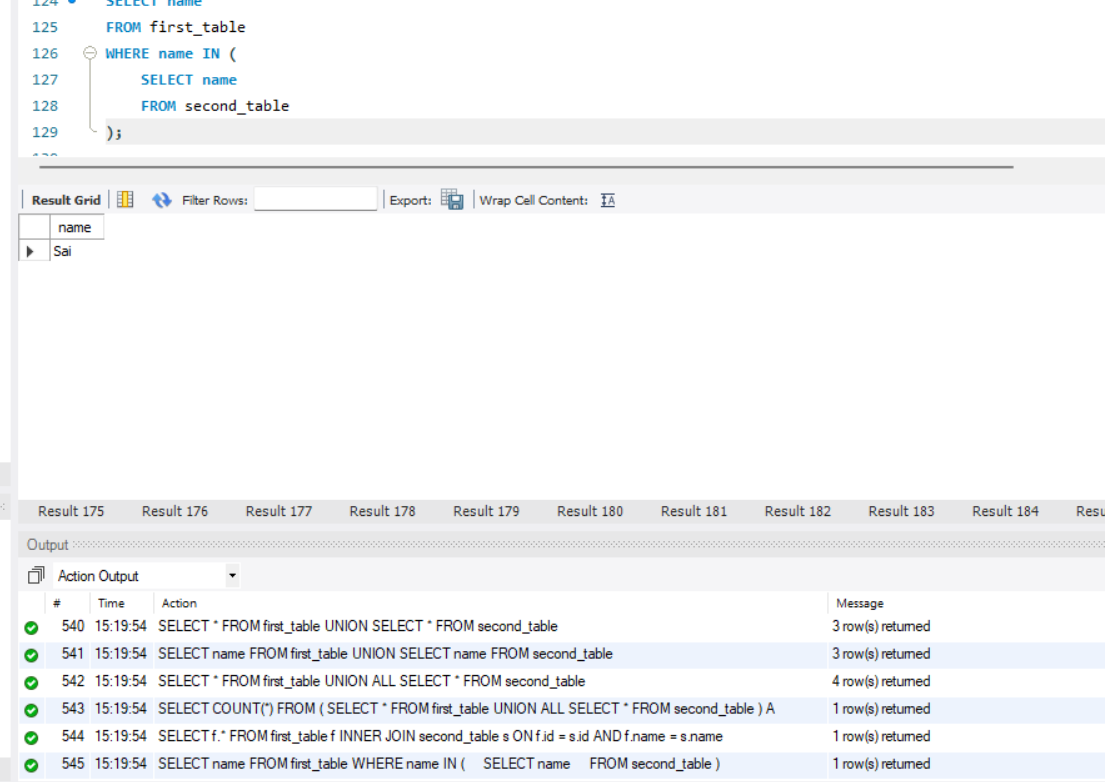 124 SELECT name
125 FROM first_table
126 WHERE name IN (
127 SELECT name
128 FROM second_table
129 );
Result Grid Filter Rows: Export: Wrap Cell Content: IA
name
Sai
Result 175 Result 176 Result 177 Result 178 Result 179 Result 180 Result 181 Result 182 Result 183 Result 184 Resu
Output
Action Output
# Time Action Message
540 15:19:54 SELECT * FROM first_table UNION SELECT * FROM second_table 3 row(s) returned
541 15:19:54 SELECT name FROM first_table UNION SELECT name FROM second_table 3 row(s) returned
542 15:19:54 SELECT * FROM first_table UNION ALL SELECT * FROM second_table 4 row(s) returned
543 15:19:54 SELECT COUNT(*) FROM ( SELECT * FROM first_table UNION ALL SELECT * FROM second_table ) A 1 row(s) returned
544 15:19:54 SELECT f.* FROM first_table f INNER JOIN second_table s ON f.id = s.id AND f.name = s.name 1 row(s) returned
545 15:19:54 SELECT name FROM first_table WHERE name IN ( SELECT name FROM second_table ) 1 row(s) returned